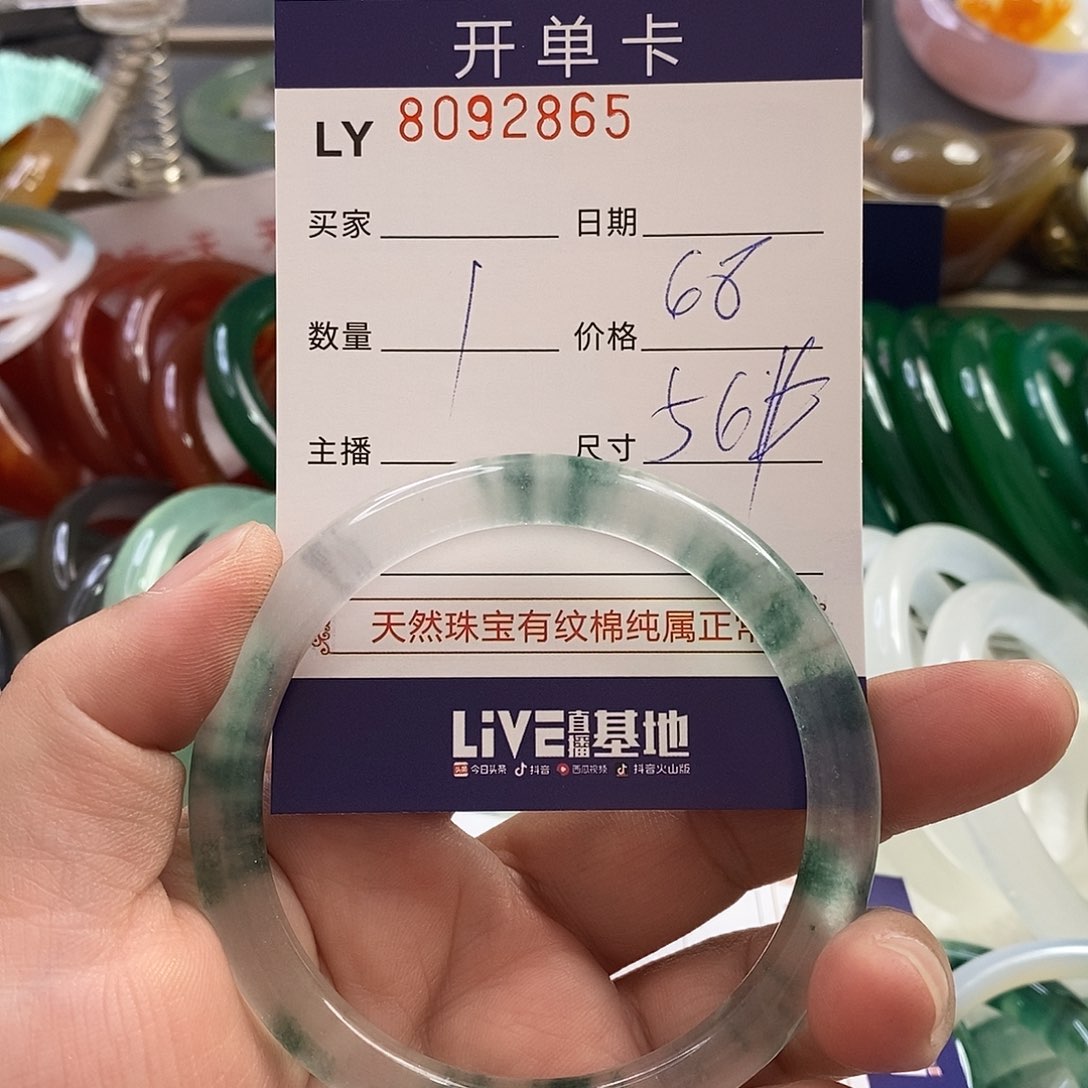 开单卡
LY 8092865
买家 日期
数量 1 价格 68
主播 尺寸 56
天然珠宝有纹棉纯属正常
LiVE直播基地
今日头条 抖音 西瓜视频 抖音火山版